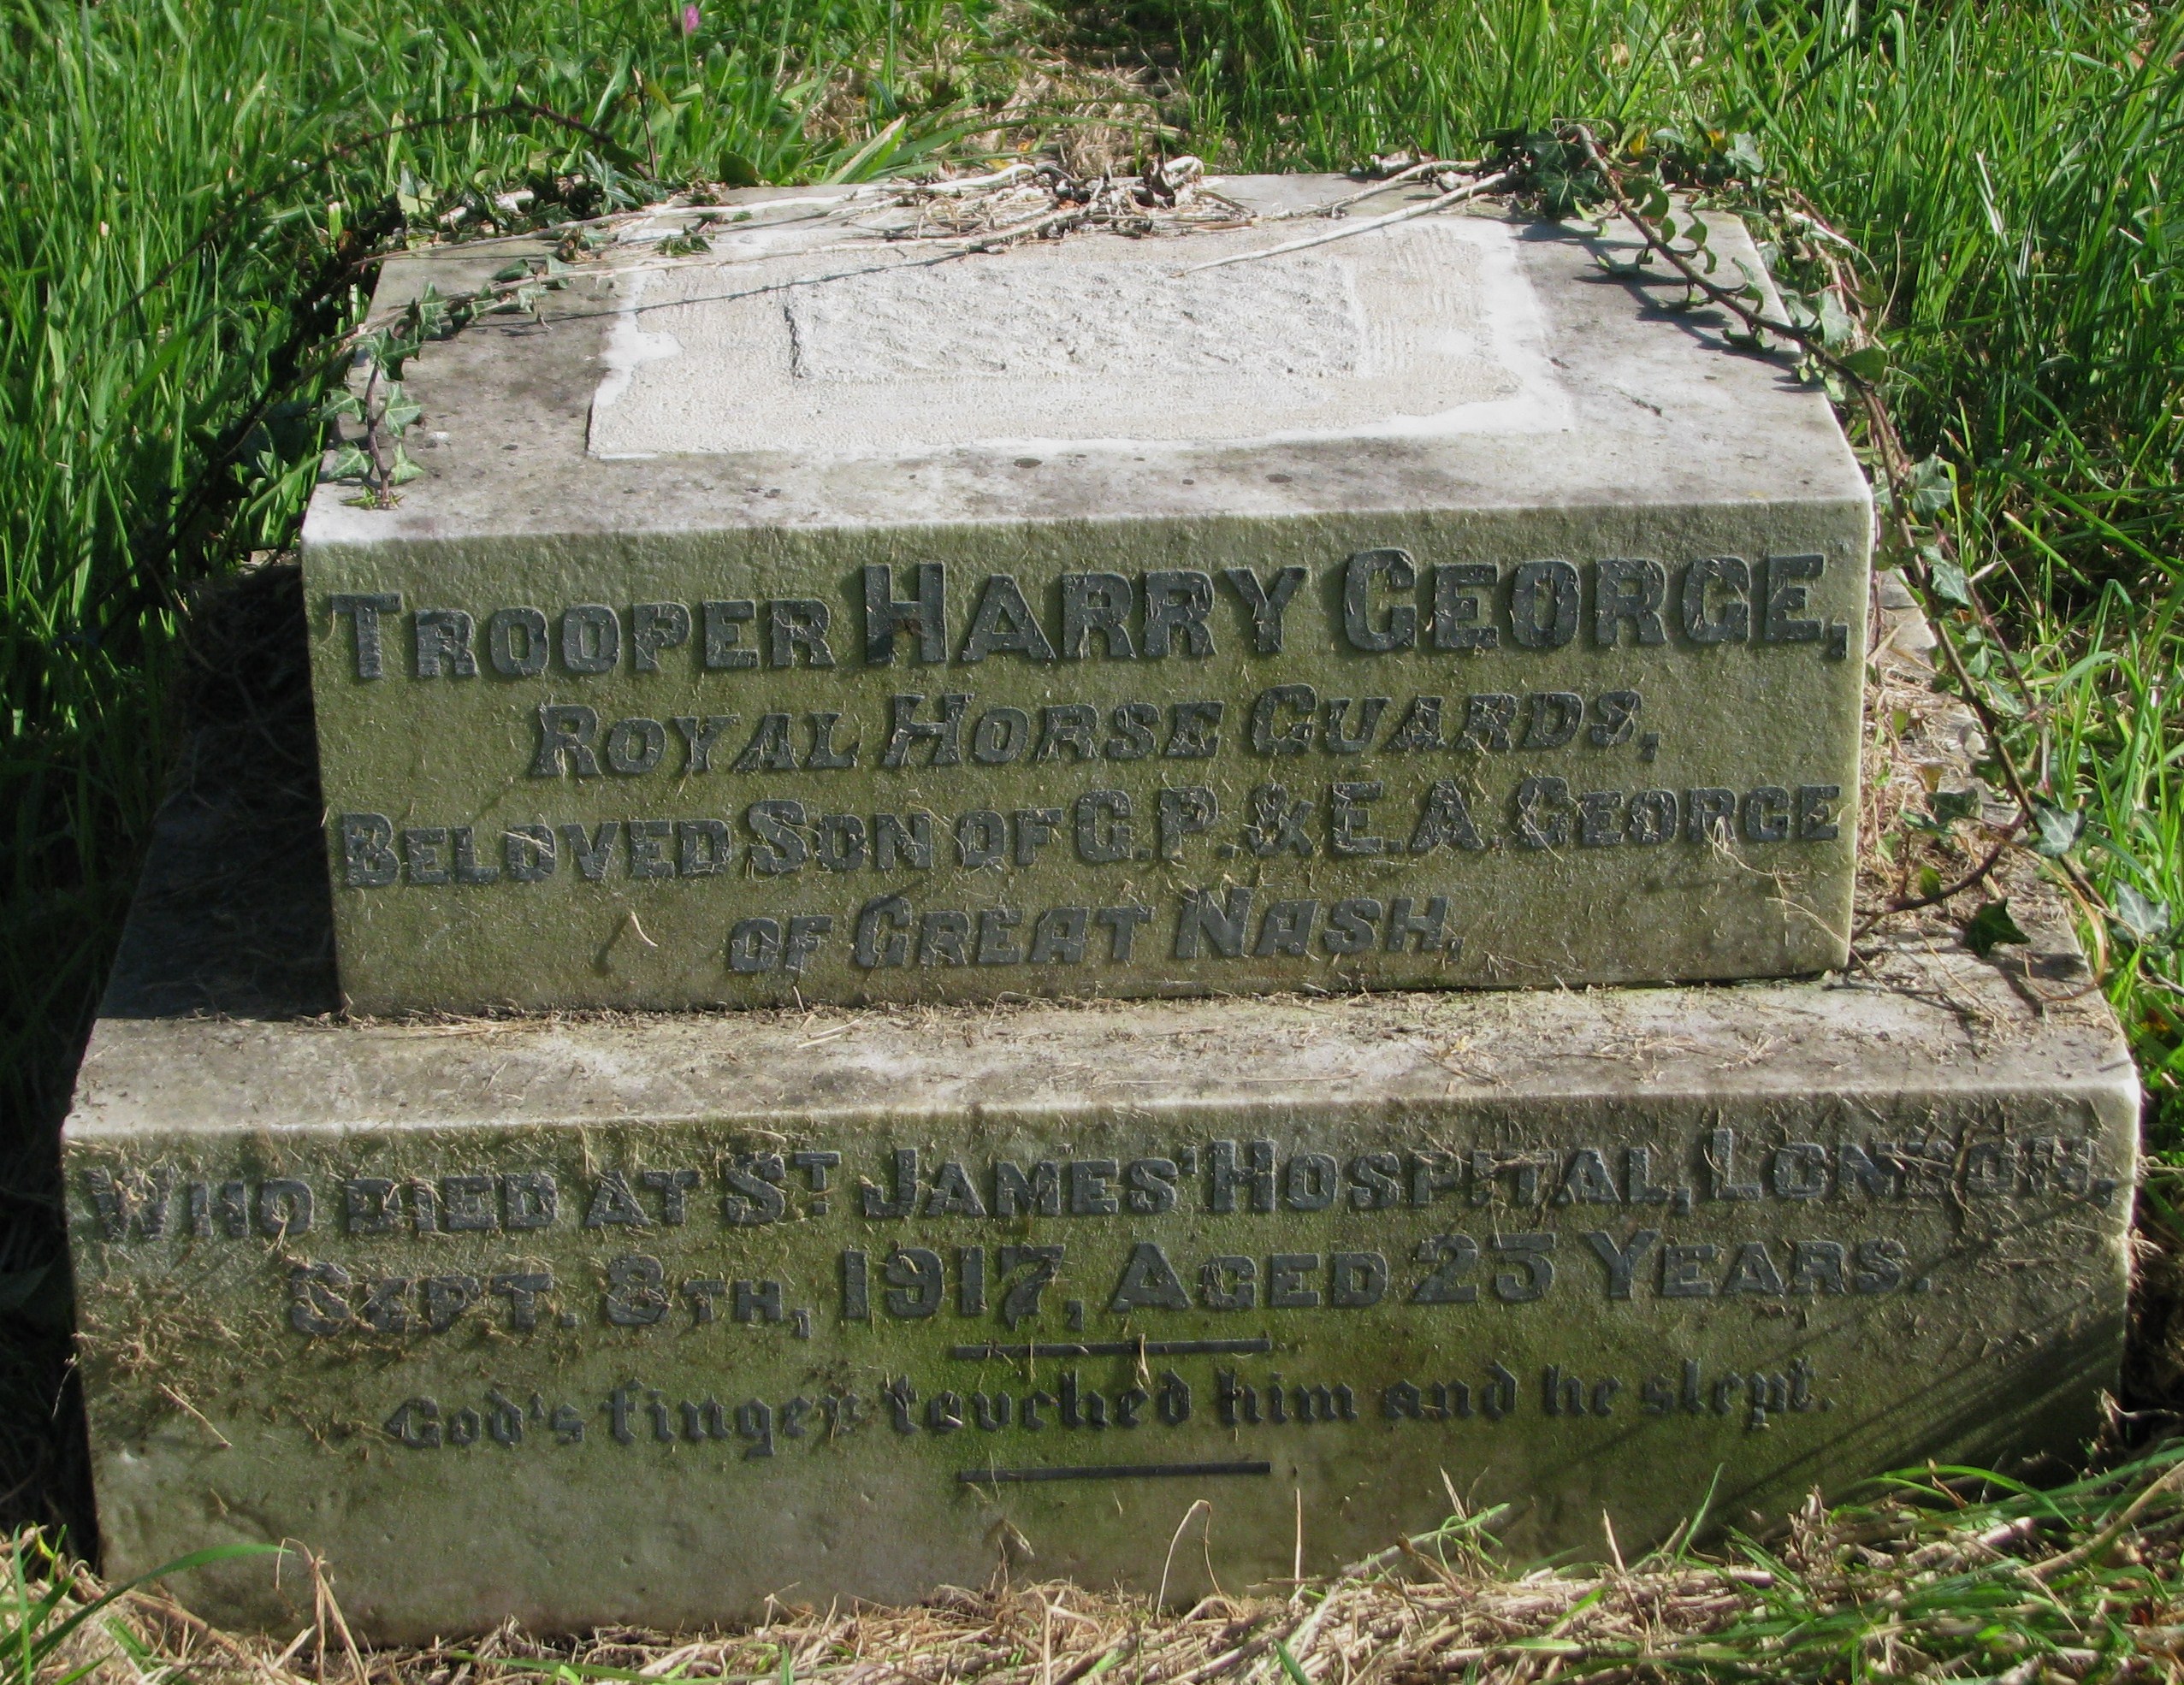 TROOPER HARRY GEORGE,
ROYAL HORSE GUARDS,
BELOVED SON OF G.P. & E.A. GEORGE
OF GREAT NASH,
WHO DIED AT ST JAMES' HOSPITAL, LONDON,
SEPT. 8TH, 1917, AGED 23 YEARS.
God's finger touched him and he slept.